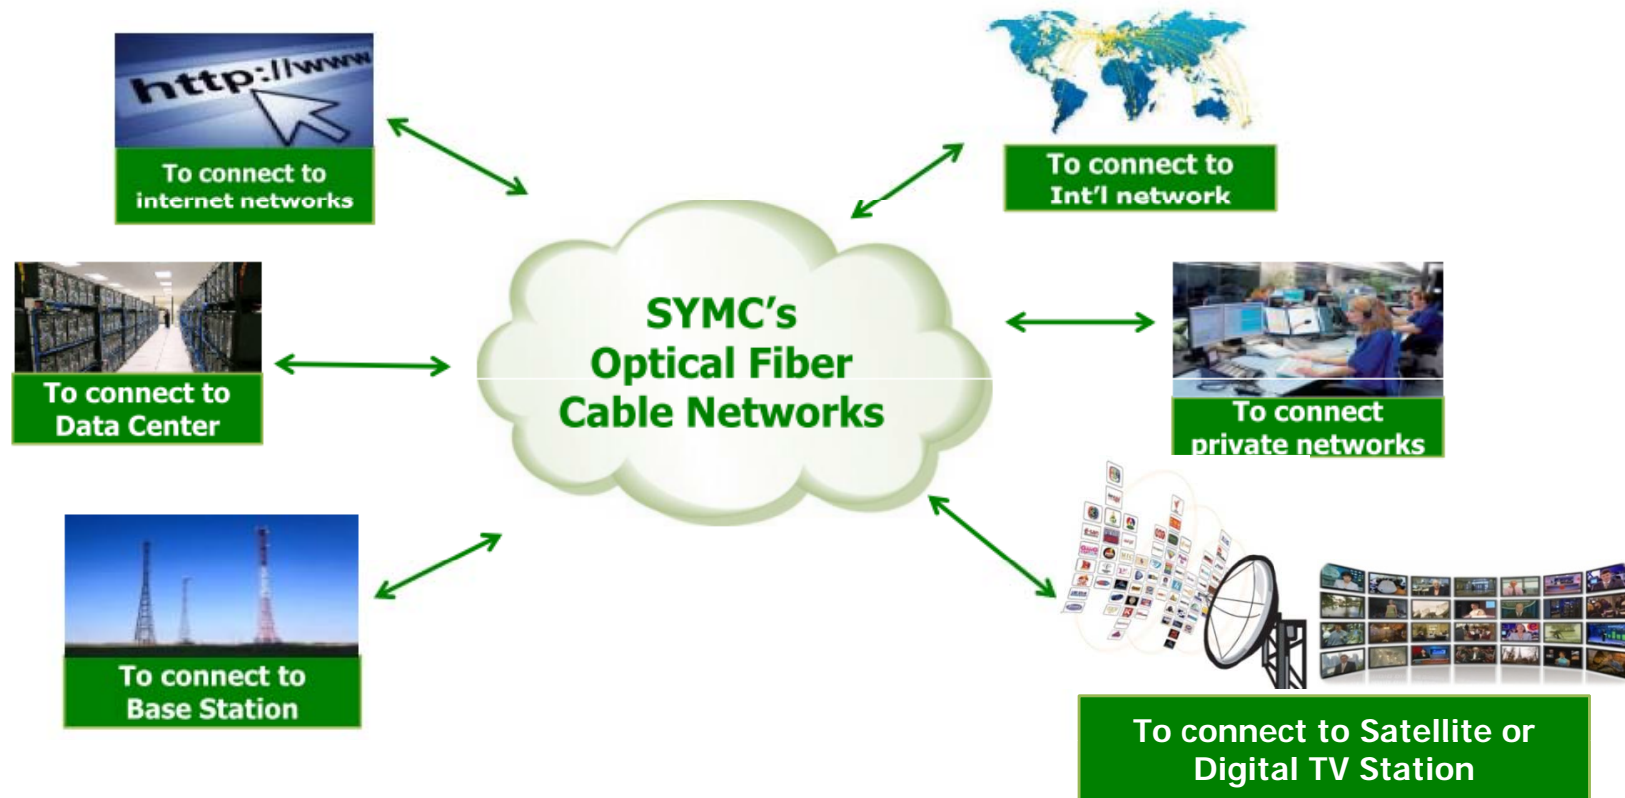 http://www
To connect to
internet networks
To connect to
Int'l network
SYMC's
Optical Fiber
Cable Networks
To connect to
Data Center
To connect
private networks
To connect to
Base Station
To connect to Satellite or
Digital TV Station